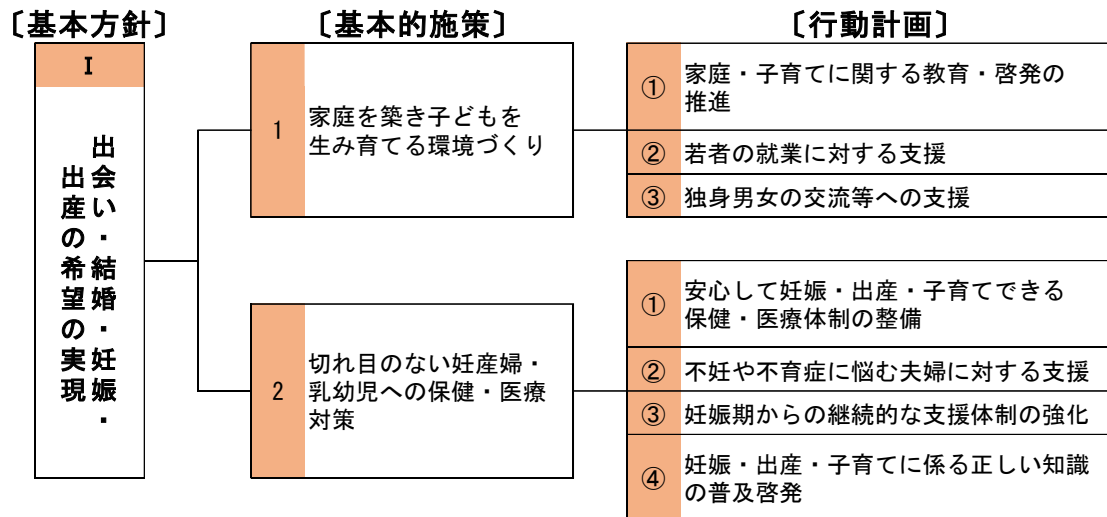 〔基本方針〕
〔基本的施策〕
〔行動計画〕
Ⅰ
出会い・結婚・妊娠・
出産の希望の実現
1
家庭を築き子どもを
生み育てる環境づくり
①
家庭・子育てに関する教育・啓発の
推進
②
若者の就業に対する支援
③
独身男女の交流等への支援
2
切れ目のない妊産婦・
乳幼児への保健・医療
対策
①
安心して妊娠・出産・子育てできる
保健・医療体制の整備
②
不妊や不育症に悩む夫婦に対する支援
③
妊娠期からの継続的な支援体制の強化
④
妊娠・出産・子育てに係る正しい知識
の普及啓発